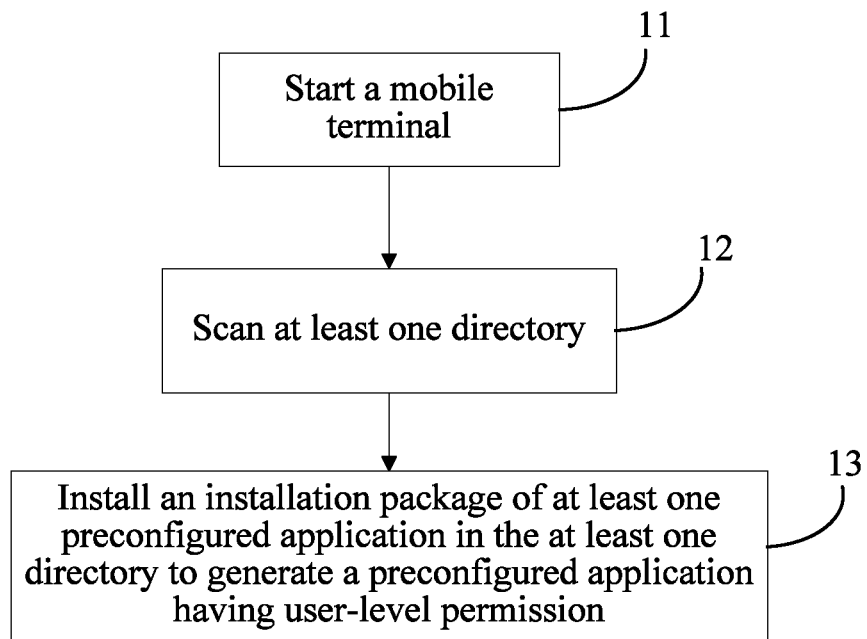 11
Start a mobile
terminal
12
Scan at least one directory
13
Install an installation package of at least one
preconfigured application in the at least one
directory to generate a preconfigured application
having user-level permission